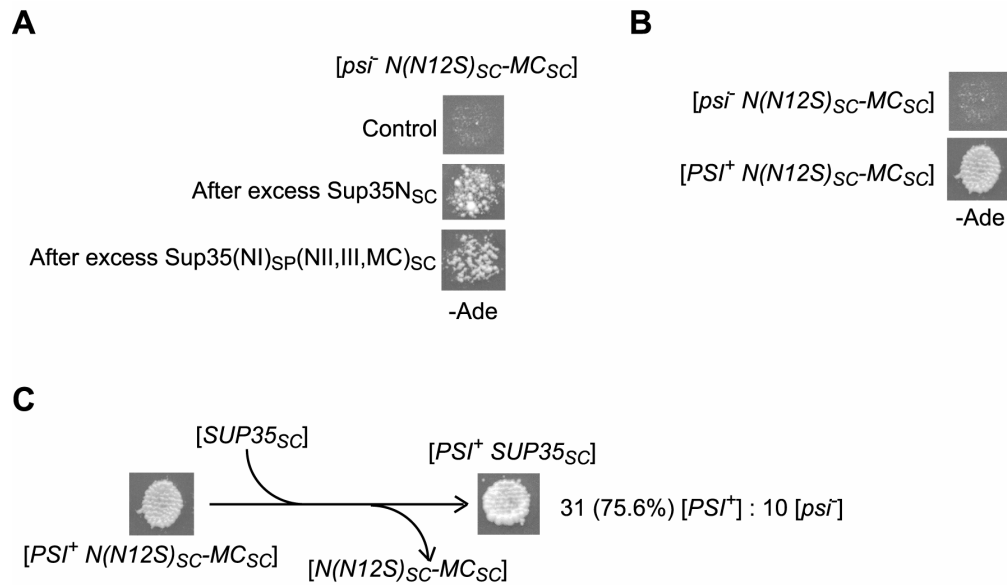 A
[psi⁻ N(N12S)SC-MCSC]
Control
After excess Sup35NSC
After excess Sup35(NI)SP(NII,III,MC)SC
-Ade
B
[psi⁻ N(N12S)SC-MCSC]
[PSI⁺ N(N12S)SC-MCSC]
-Ade
C
[SUP35SC]
[PSI⁺ SUP35SC]
31 (75.6%) [PSI⁺] : 10 [psi⁻]
[PSI⁺ N(N12S)SC-MCSC]
[N(N12S)SC-MCSC]